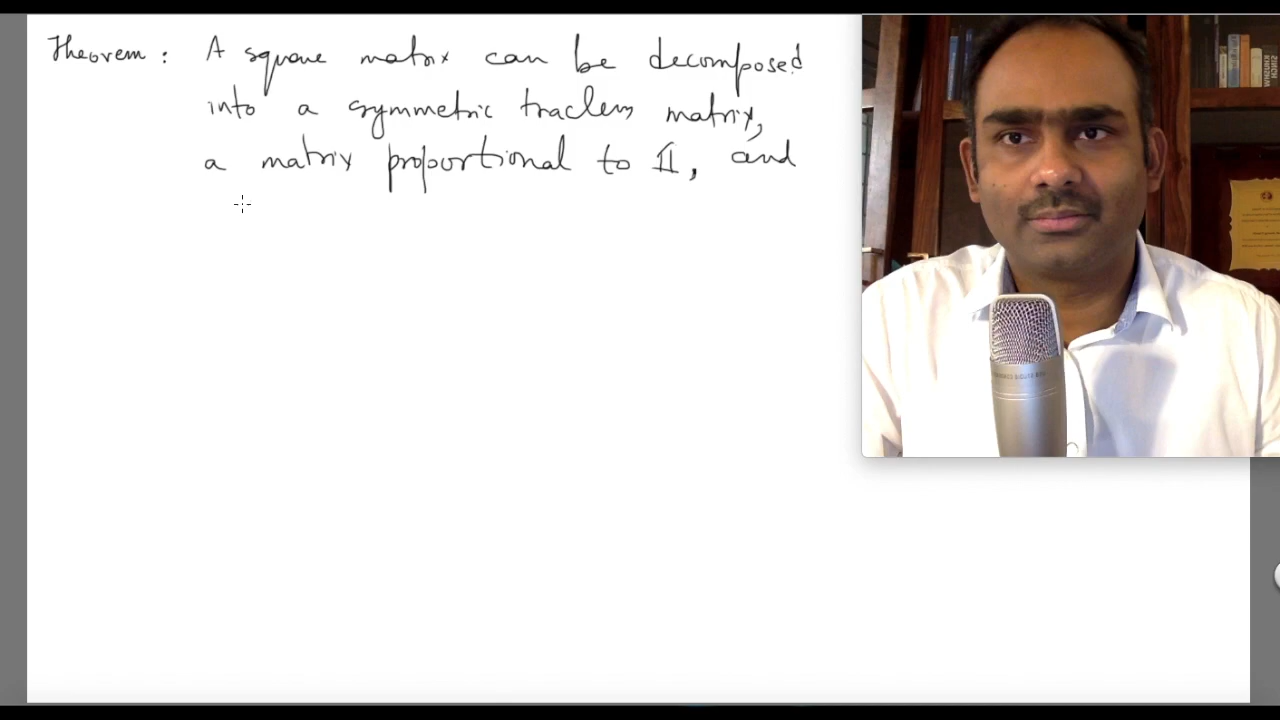 Theorem : A square matrix can be decomposed
into a symmetric traceless matrix,
a matrix proportional to 𝟙, and